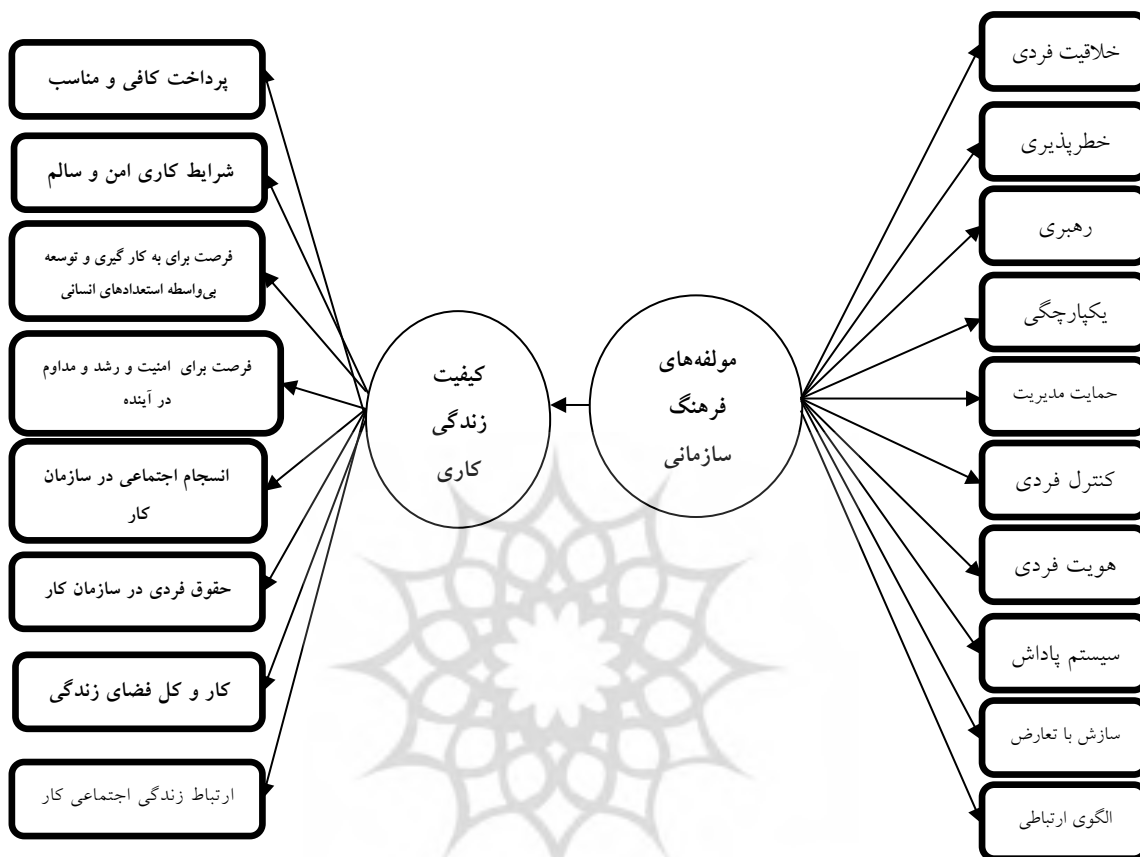 خلاقیت فردی
خطرپذیری
رهبری
یکپارچگی
حمایت مدیریت
کنترل فردی
هویت فردی
سیستم پاداش
سازش با تعارض
الگوی ارتباطی
مولفه‌های
فرهنگ
سازمانی
کیفیت
زندگی
کاری
پرداخت کافی و مناسب
شرایط کاری امن و سالم
فرصت برای به کار گیری و توسعه
بی‌واسطه استعدادهای انسانی
فرصت برای امنیت و رشد و مداوم
در آینده
انسجام اجتماعی در سازمان
کار
حقوق فردی در سازمان کار
کار و کل فضای زندگی
ارتباط زندگی اجتماعی کار